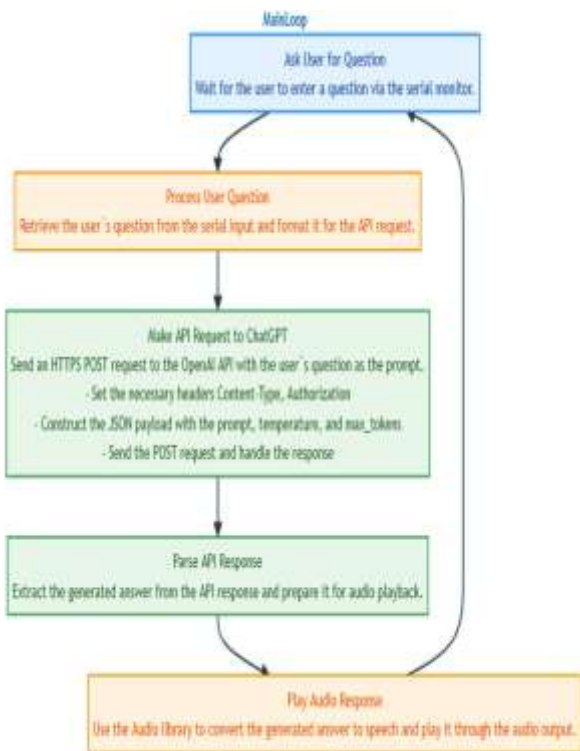 MainLoop
Ask User for Question
Wait for the user to enter a question via the serial monitor.
Process User Question
Retrieve the user`s question from the serial input and format it for the API request.
Make API Request to ChatGPT
Send an HTTPS POST request to the OpenAI API with the user`s question as the prompt.
- Set the necessary headers Content-Type, Authorization
- Construct the JSON payload with the prompt, temperature, and max_tokens
- Send the POST request and handle the response
Parse API Response
Extract the generated answer from the API response and prepare it for audio playback.
Play Audio Response
Use the Audio library to convert the generated answer to speech and play it through the audio output.